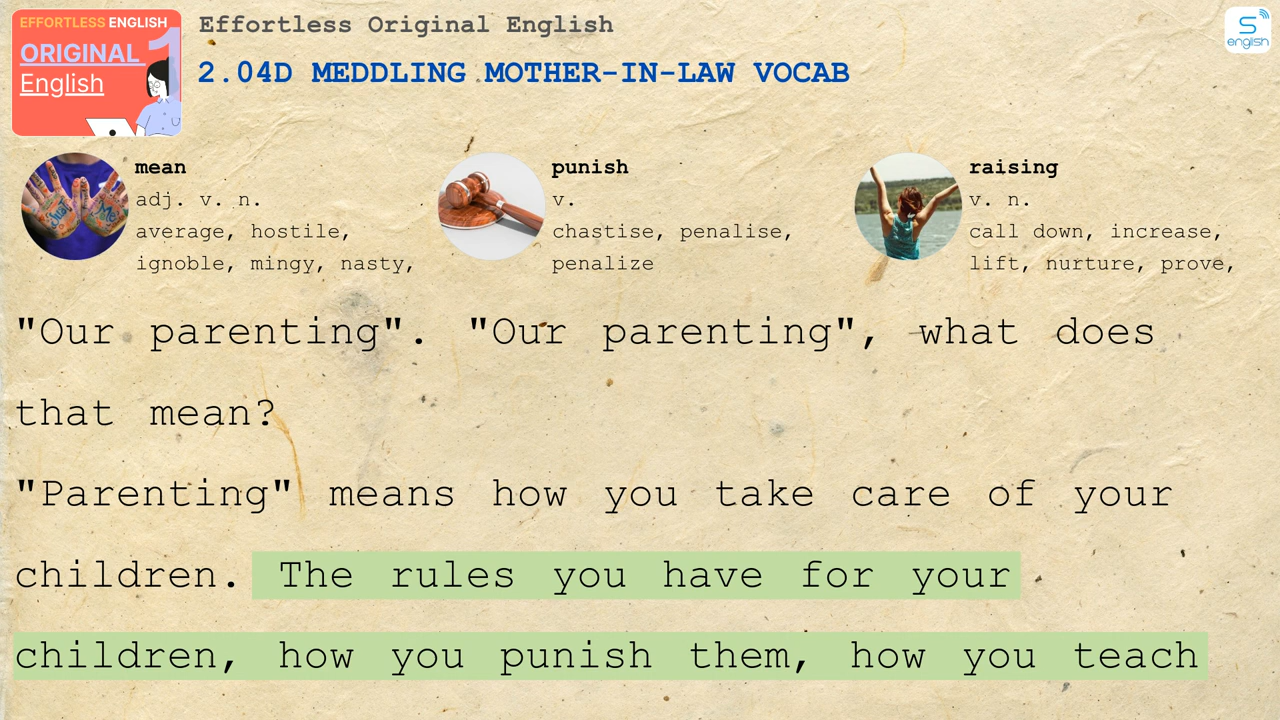 EFFORTLESS ENGLISH
ORIGINAL 1
English
Effortless Original English
2.04D MEDDLING MOTHER-IN-LAW VOCAB
S
english
mean
adj. v. n.
average, hostile,
ignoble, mingy, nasty,
punish
v.
chastise, penalise,
penalize
raising
v. n.
call down, increase,
lift, nurture, prove,
"Our parenting". "Our parenting", what does
that mean?
"Parenting" means how you take care of your
children. The rules you have for your
children, how you punish them, how you teach